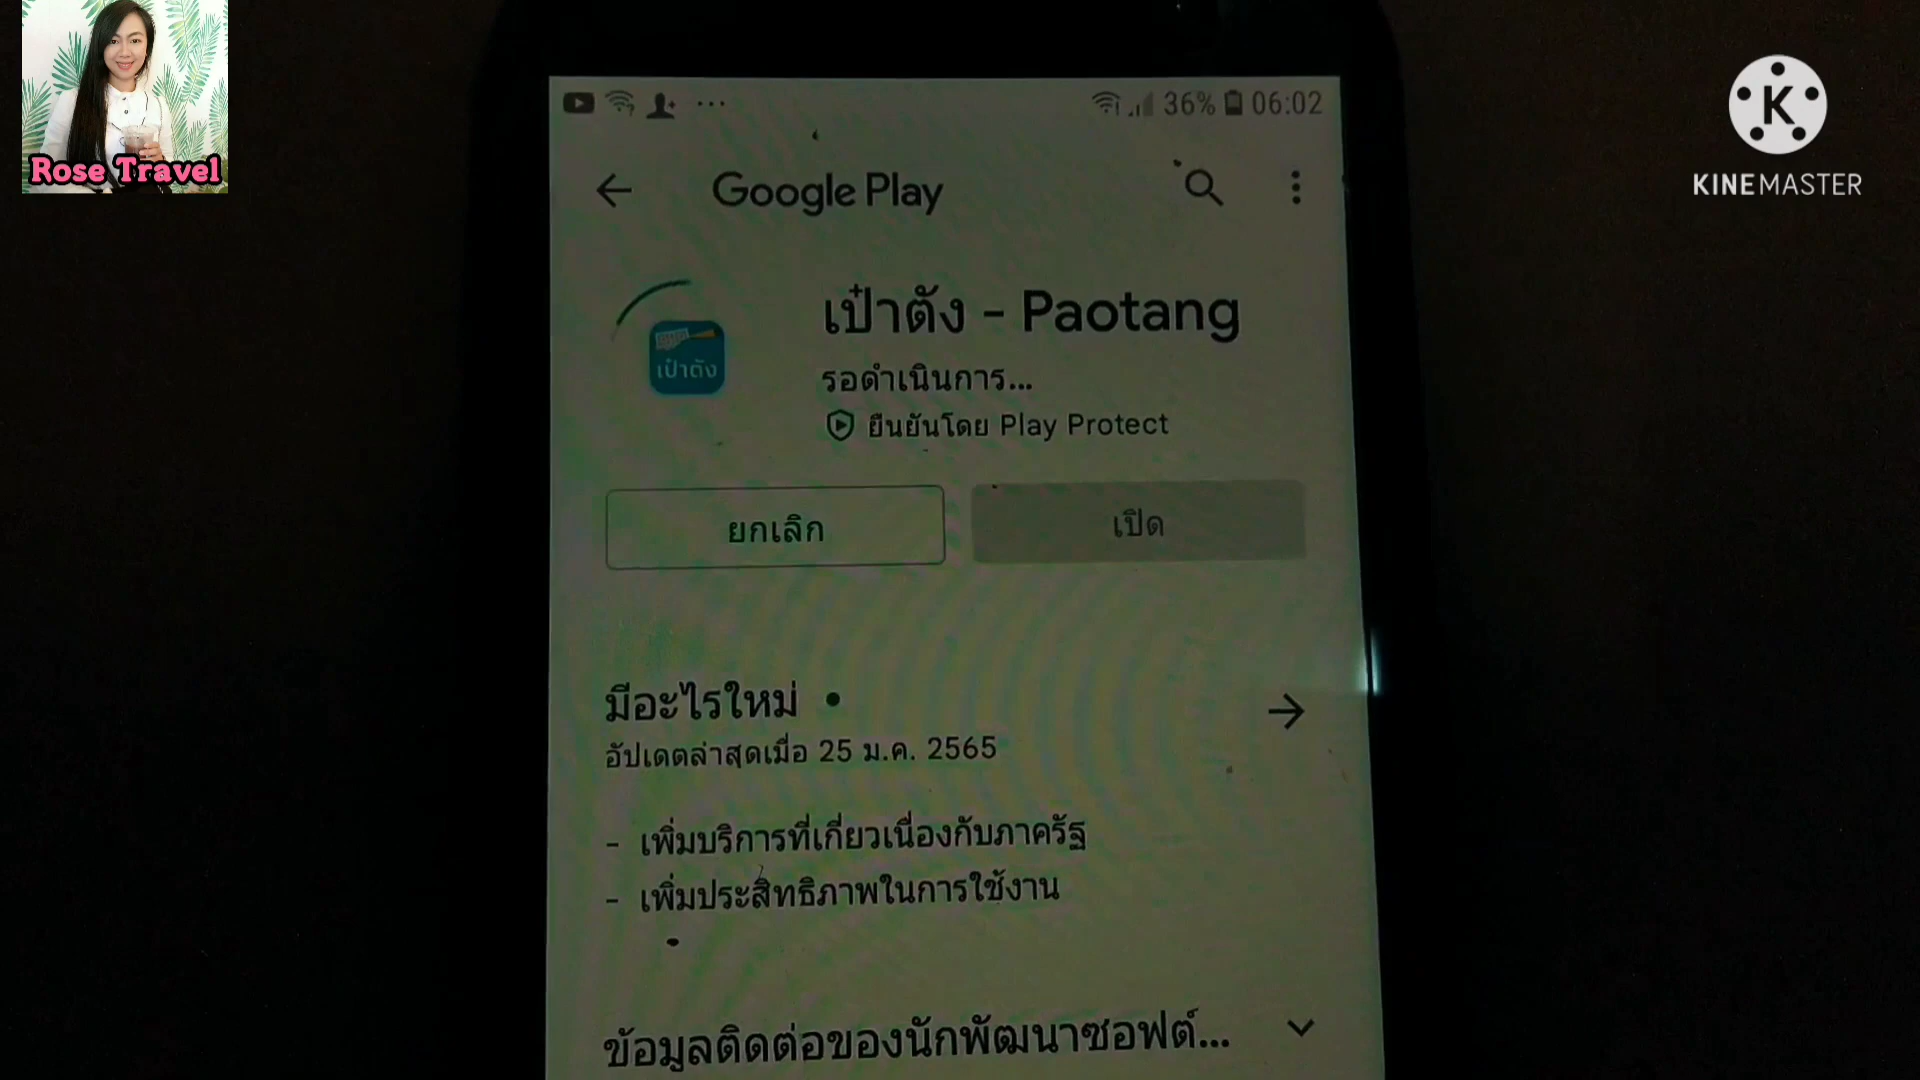 Rose Travel
KINEMASTER
36% 06:02
Google Play
เป๋าตัง - Paotang
เป๋าตัง
รอดำเนินการ...
ยืนยันโดย Play Protect
ยกเลิก
เปิด
มีอะไรใหม่ •
อัปเดตล่าสุดเมื่อ 25 ม.ค. 2565
- เพิ่มบริการที่เกี่ยวเนื่องกับภาครัฐ
- เพิ่มประสิทธิภาพในการใช้งาน
ข้อมูลติดต่อของนักพัฒนาซอฟต์...